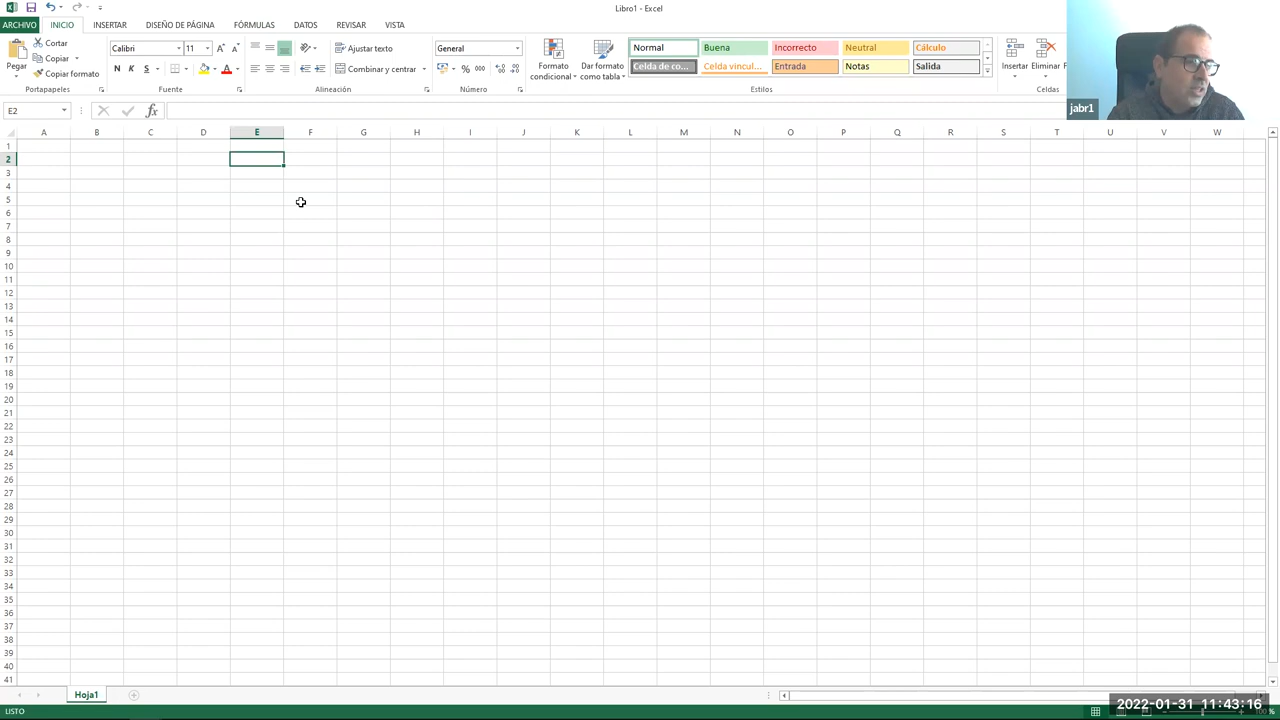 Libro1 - Excel
ARCHIVO INICIO INSERTAR DISEÑO DE PÁGINA FÓRMULAS DATOS REVISAR VISTA
Pegar
Cortar
Copiar
Copiar formato
Portapapeles
Calibri 11
N K S
Fuente
Ajustar texto
Combinar y centrar
Alineación
General
% 000
Número
Formato condicional
Dar formato como tabla
Normal Buena Incorrecto Neutral Cálculo
Celda de co... Celda vincul... Entrada Notas Salida
Estilos
Insertar Eliminar F
Celdas
jabr1
E2
fx
A B C D E F G H I J K L M N O P Q R S T U V W
1
2
3
4
5
6
7
8
9
10
11
12
13
14
15
16
17
18
19
20
21
22
23
24
25
26
27
28
29
30
31
32
33
34
35
36
37
38
39
40
41
Hoja1
LISTO
2022-01-31 11:43:16